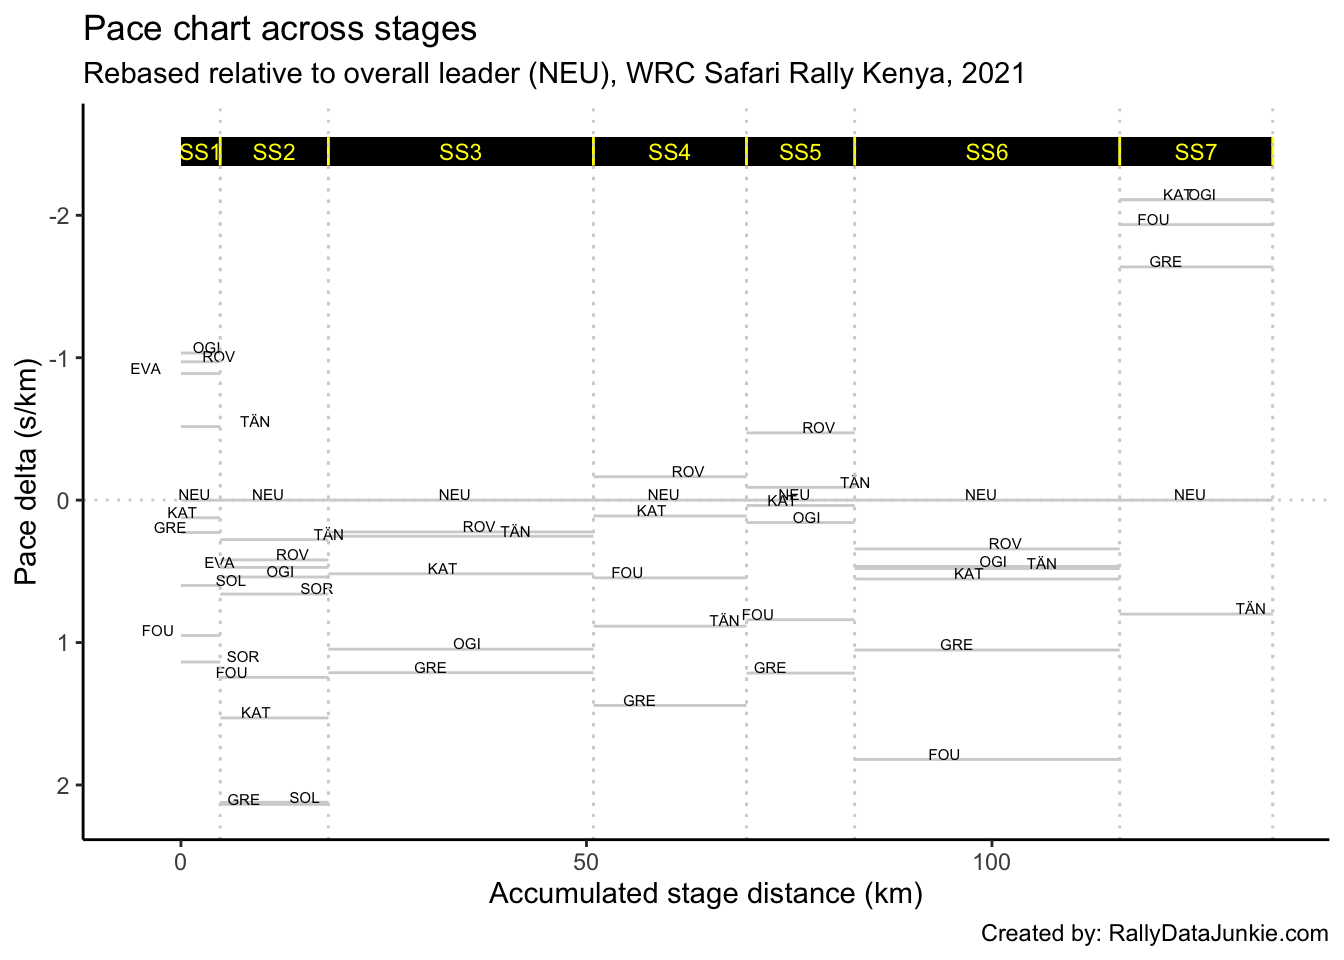 Pace chart across stages
Rebased relative to overall leader (NEU), WRC Safari Rally Kenya, 2021
SS1 SS2 SS3 SS4 SS5 SS6 SS7
Pace delta (s/km)
-2
-1
0
1
2
KAT OGI
FOU
GRE
OGI
ROV
EVA
TÄN
ROV
TÄN
NEU NEU NEU NEU NEU NEU NEU
KAT
KAT
KAT
OGI
GRE
ROV TÄN
TÄN
ROV
ROV
EVA
OGI
OGI TÄN
KAT
KAT
FOU
SOL
SOR
TÄN
FOU
TÄN
FOU
OGI
GRE
SOR
FOU
GRE
GRE
KAT
GRE
FOU
GRE SOL
0 50 100
Accumulated stage distance (km)
Created by: RallyDataJunkie.com